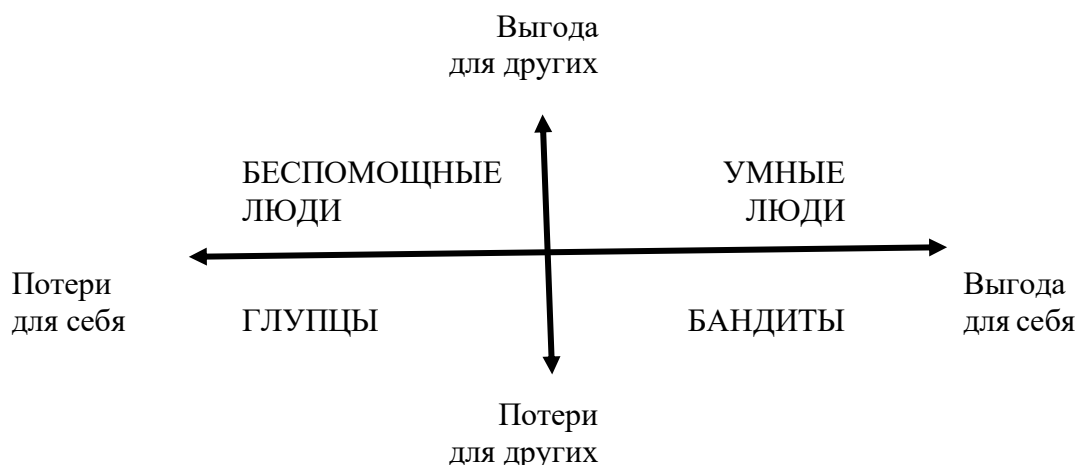 Выгода
для других
БЕСПОМОЩНЫЕ
ЛЮДИ
УМНЫЕ
ЛЮДИ
Потери
для себя
Выгода
для себя
ГЛУПЦЫ
БАНДИТЫ
Потери
для других